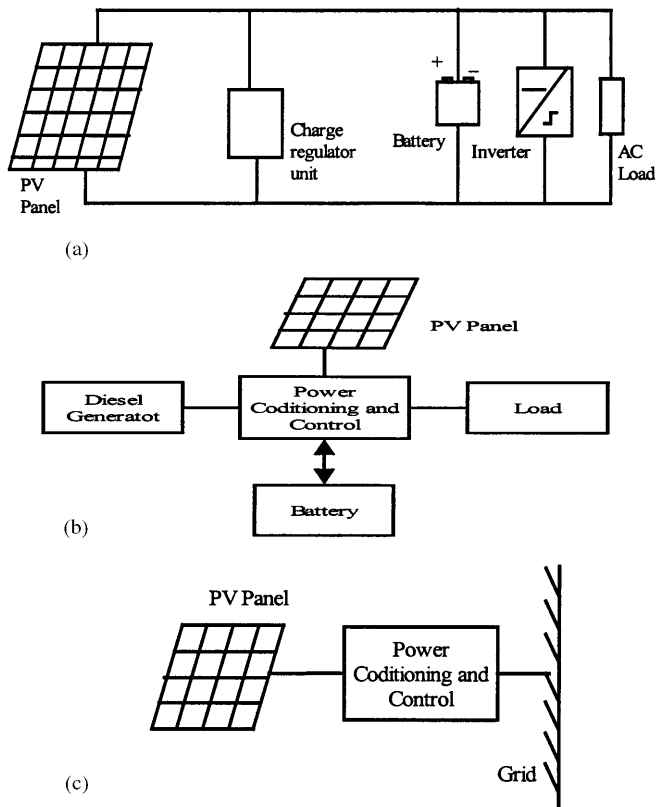 + −
Charge
regulator
unit
Battery
Inverter
AC
Load
PV
Panel
(a)
PV Panel
Diesel
Generatot
Power
Coditioning and
Control
Load
Battery
(b)
PV Panel
Power
Coditioning and
Control
Grid
(c)